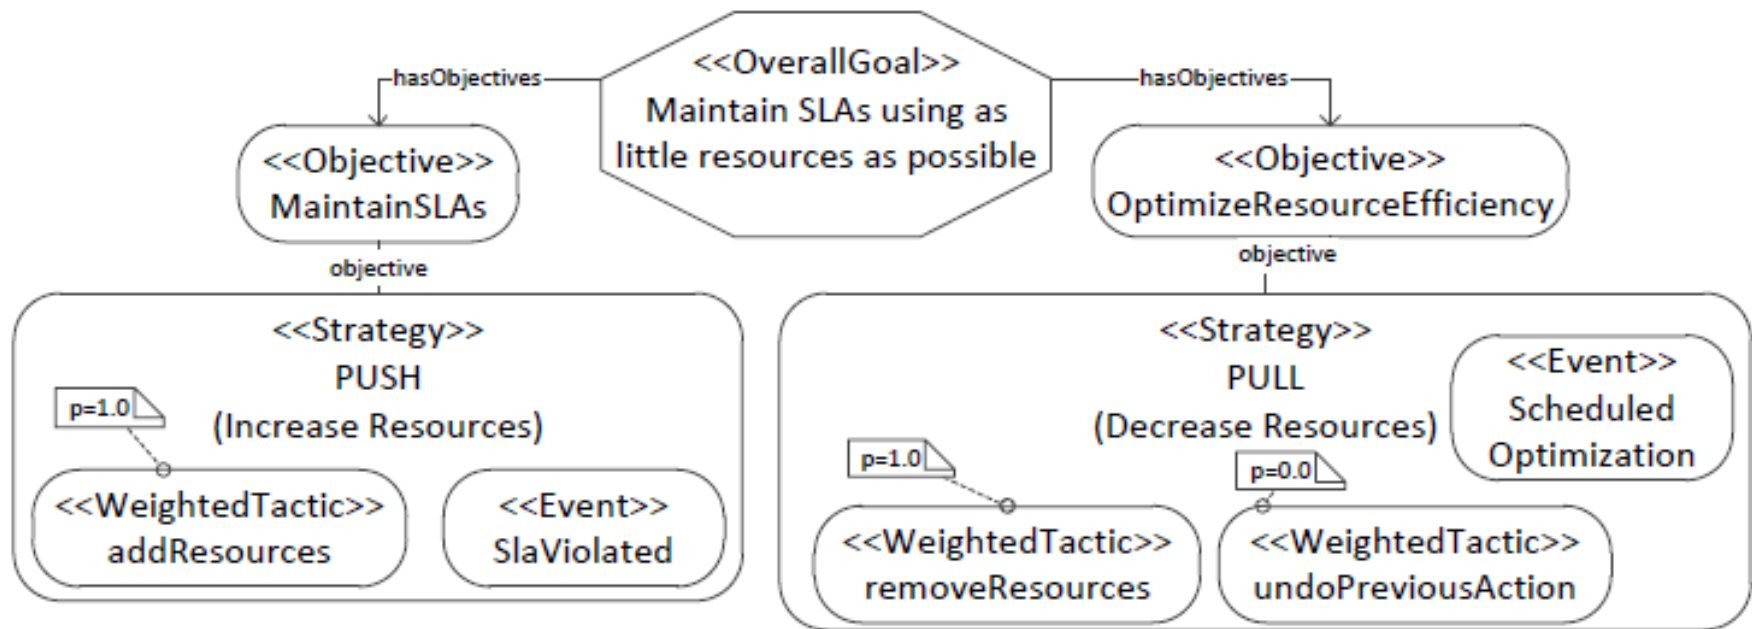 <<OverallGoal>>
Maintain SLAs using as
little resources as possible
hasObjectives
hasObjectives
<<Objective>>
MaintainSLAs
<<Objective>>
OptimizeResourceEfficiency
objective
objective
<<Strategy>>
PUSH
(Increase Resources)
p=1.0
<<WeightedTactic>>
addResources
<<Event>>
SlaViolated
<<Strategy>>
PULL
(Decrease Resources)
<<Event>>
Scheduled
Optimization
p=1.0
p=0.0
<<WeightedTactic>>
removeResources
<<WeightedTactic>>
undoPreviousAction